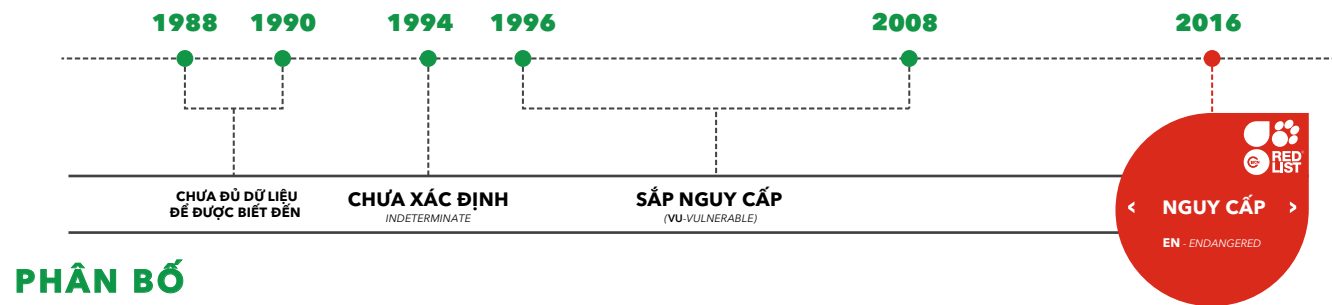 1988 1990 1994 1996 2008 2016
RED
LIST
CHƯA ĐỦ DỮ LIỆU
ĐỂ ĐƯỢC BIẾT ĐẾN
CHƯA XÁC ĐỊNH
INDETERMINATE
SẮP NGUY CẤP
(VU-VULNERABLE)
< NGUY CẤP >
EN - ENDANGERED
PHÂN BỐ